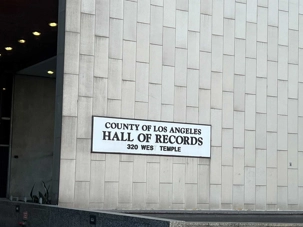 COUNTY OF LOS ANGELES
HALL OF RECORDS
320 WES TEMPLE